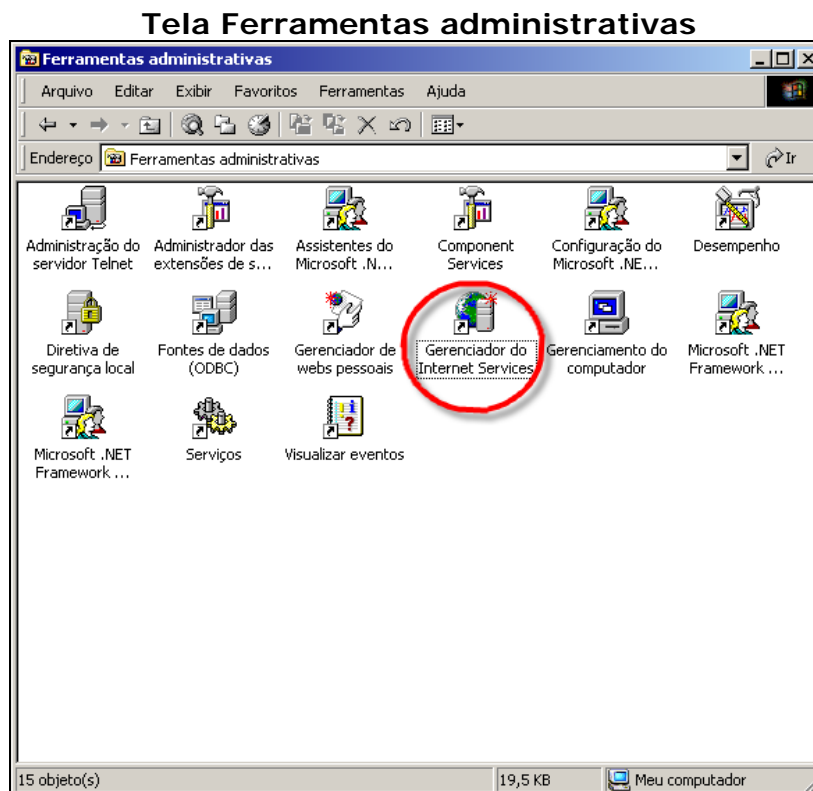 Tela Ferramentas administrativas
Ferramentas administrativas
Arquivo Editar Exibir Favoritos Ferramentas Ajuda
Endereço Ferramentas administrativas Ir
Administração do servidor Telnet
Administrador das extensões de s...
Assistentes do Microsoft .N...
Component Services
Configuração do Microsoft .NE...
Desempenho
Diretiva de segurança local
Fontes de dados (ODBC)
Gerenciador de webs pessoais
Gerenciador do Internet Services
Gerenciamento do computador
Microsoft .NET Framework ...
Microsoft .NET Framework ...
Serviços
Visualizar eventos
15 objeto(s) 19,5 KB Meu computador